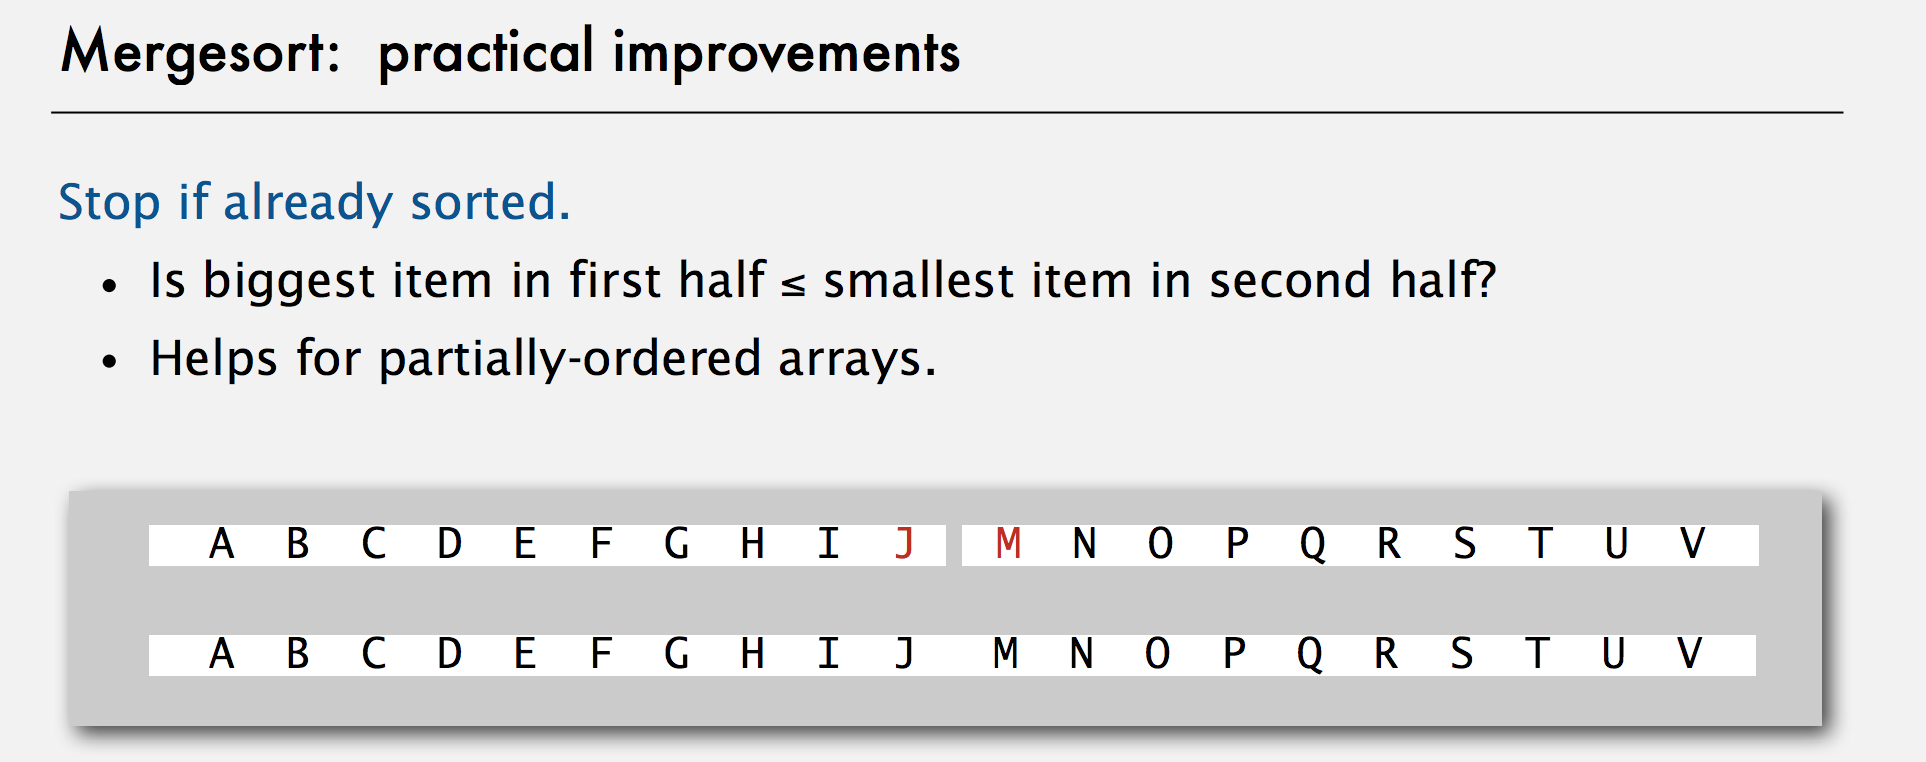 Mergesort: practical improvements
Stop if already sorted.
• Is biggest item in first half ≤ smallest item in second half?
• Helps for partially-ordered arrays.
A B C D E F G H I J M N O P Q R S T U V
A B C D E F G H I J M N O P Q R S T U V